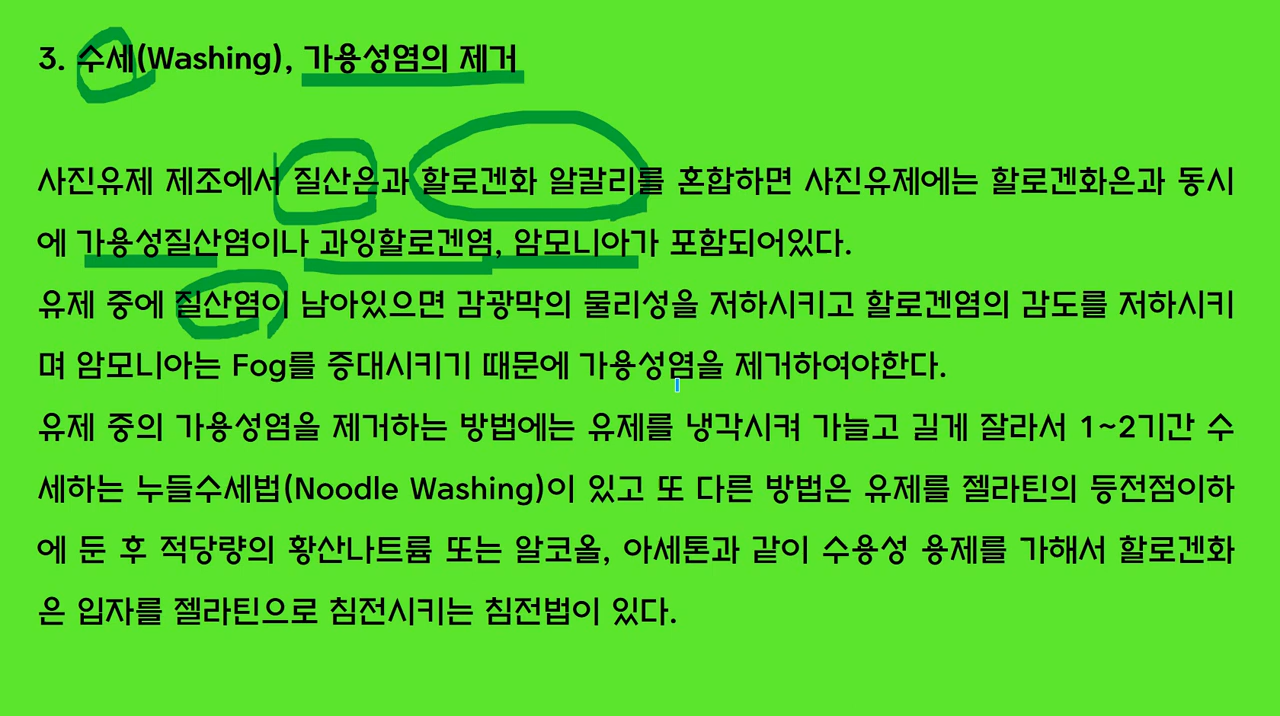 3. 수세(Washing), 가용성염의 제거
사진유제 제조에서 질산은과 할로겐화 알칼리를 혼합하면 사진유제에는 할로겐화은과 동시
에 가용성질산염이나 과잉할로겐염, 암모니아가 포함되어있다.
유제 중에 질산염이 남아있으면 감광막의 물리성을 저하시키고 할로겐염의 감도를 저하시키
며 암모니아는 Fog를 증대시키기 때문에 가용성염을 제거하여야한다.
유제 중의 가용성염을 제거하는 방법에는 유제를 냉각시켜 가늘고 길게 잘라서 1~2기간 수
세하는 누들수세법(Noodle Washing)이 있고 또 다른 방법은 유제를 젤라틴의 등전점이하
에 둔 후 적당량의 황산나트륨 또는 알코올, 아세톤과 같이 수용성 용제를 가해서 할로겐화
은 입자를 젤라틴으로 침전시키는 침전법이 있다.